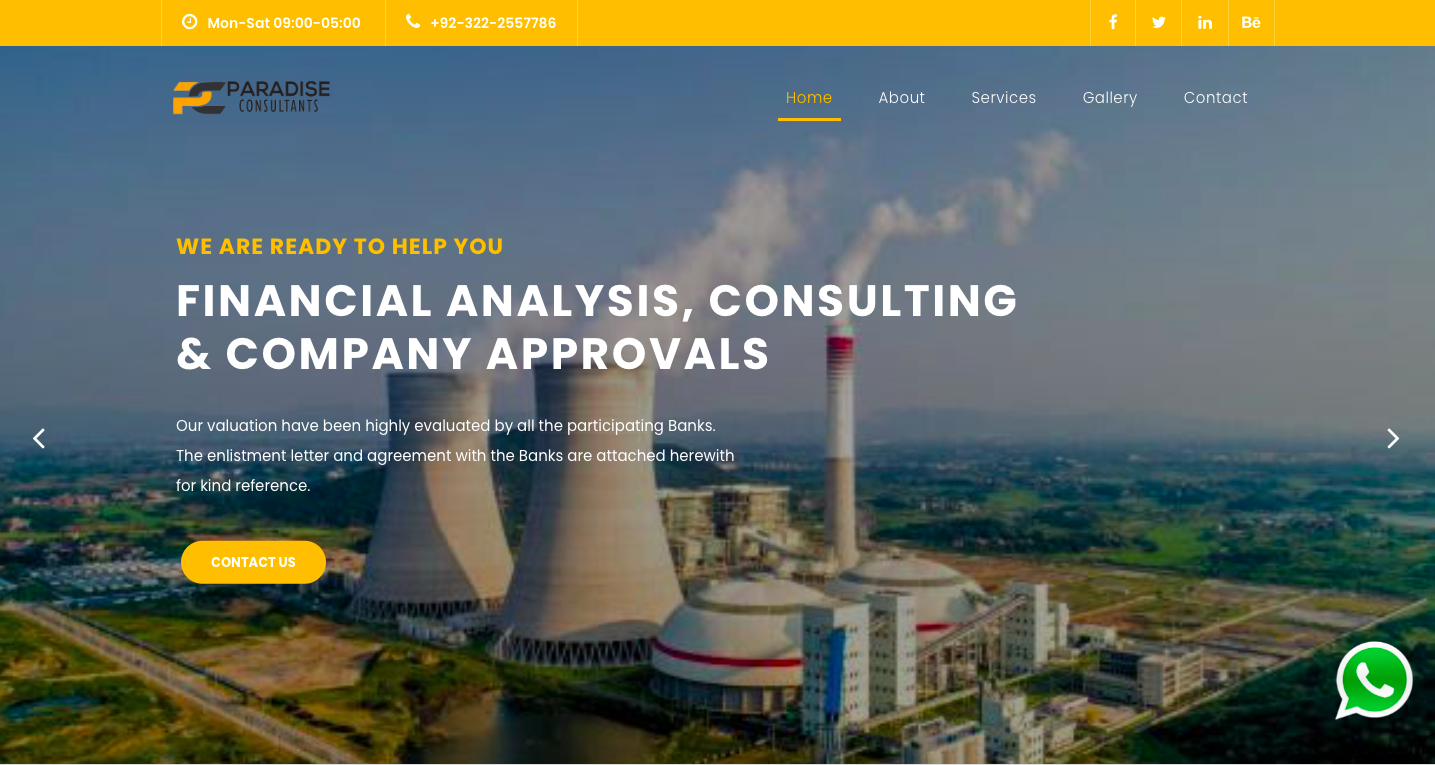 Mon-Sat 09:00-05:00
+92-322-2557786
in
Bē
PARADISE
CONSULTANTS
Home
About
Services
Gallery
Contact
WE ARE READY TO HELP YOU
FINANCIAL ANALYSIS, CONSULTING
& COMPANY APPROVALS
Our valuation have been highly evaluated by all the participating Banks.
The enlistment letter and agreement with the Banks are attached herewith
for kind reference.
CONTACT US